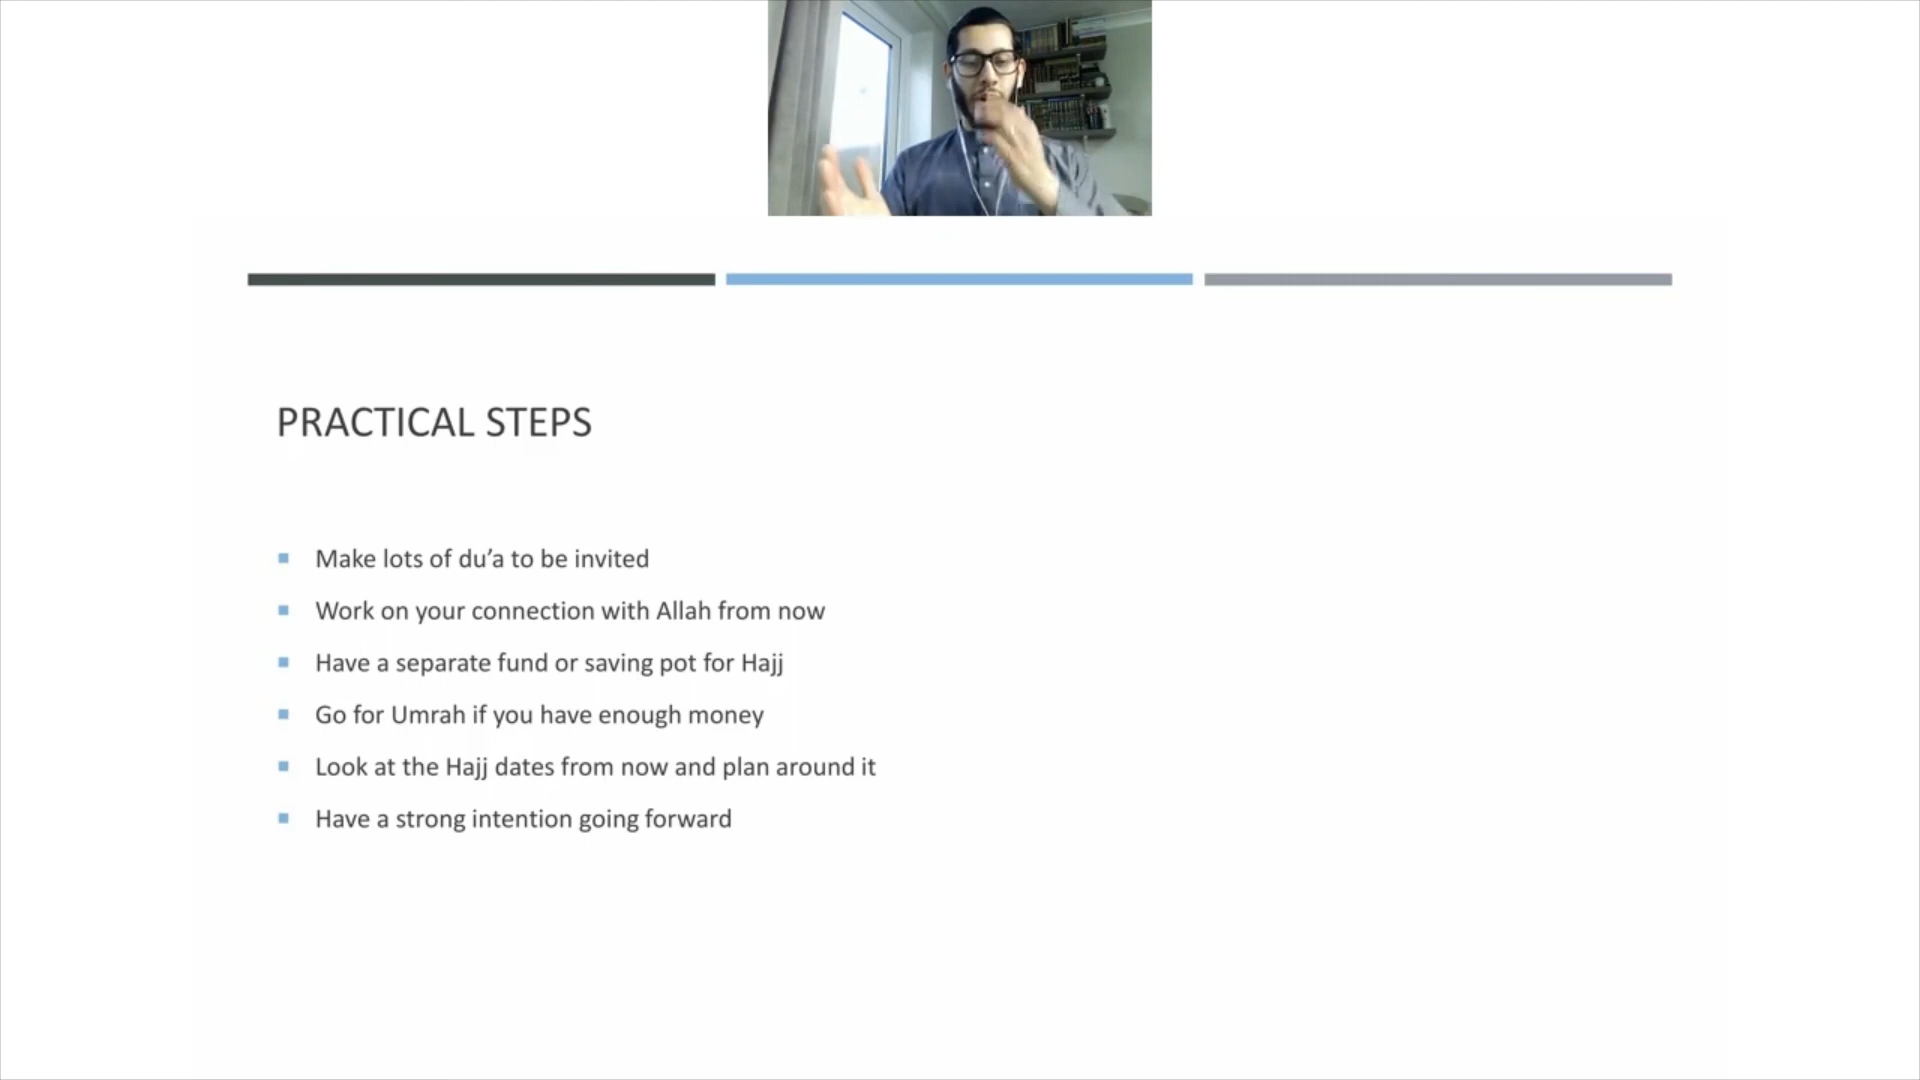 PRACTICAL STEPS
Make lots of du’a to be invited
Work on your connection with Allah from now
Have a separate fund or saving pot for Hajj
Go for Umrah if you have enough money
Look at the Hajj dates from now and plan around it
Have a strong intention going forward